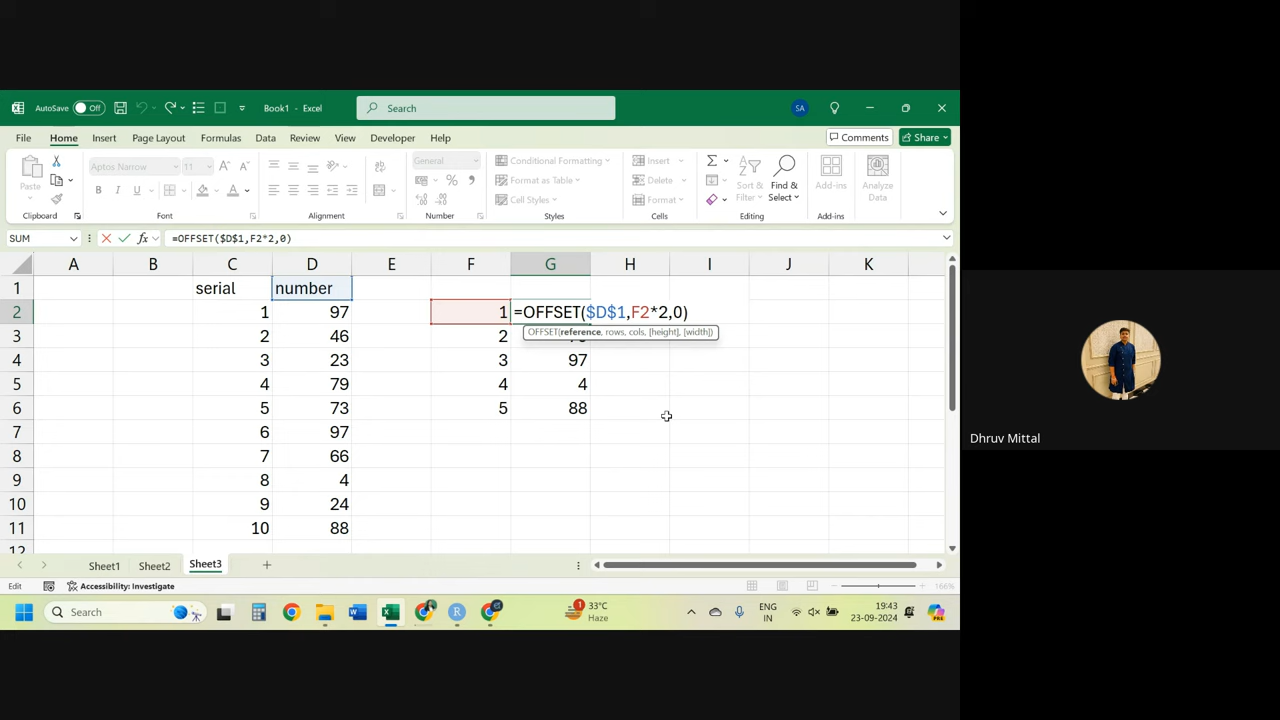 AutoSave Off Book1 - Excel Search SA
File Home Insert Page Layout Formulas Data Review View Developer Help Comments Share
Paste Aptos Narrow 11 General Conditional Formatting Insert Sort & Find & Add-ins Analyze
B I U Format as Table Delete Filter Select Data
Cell Styles Format
Clipboard Font Alignment Number Styles Cells Editing Add-ins
SUM fx =OFFSET($D$1,F2*2,0)
A B C D E F G H I J K
1 serial number
2 1 97 1 =OFFSET($D$1,F2*2,0)
OFFSET(reference, rows, cols, [height], [width])
3 2 46 2
4 3 23 3 97
5 4 79 4 4
6 5 73 5 88
7 6 97
8 7 66
9 8 4
10 9 24
11 10 88
12
Sheet1 Sheet2 Sheet3
Edit Accessibility: Investigate 166%
Search 1 33°C Haze ENG IN 19:43 23-09-2024
Dhruv Mittal